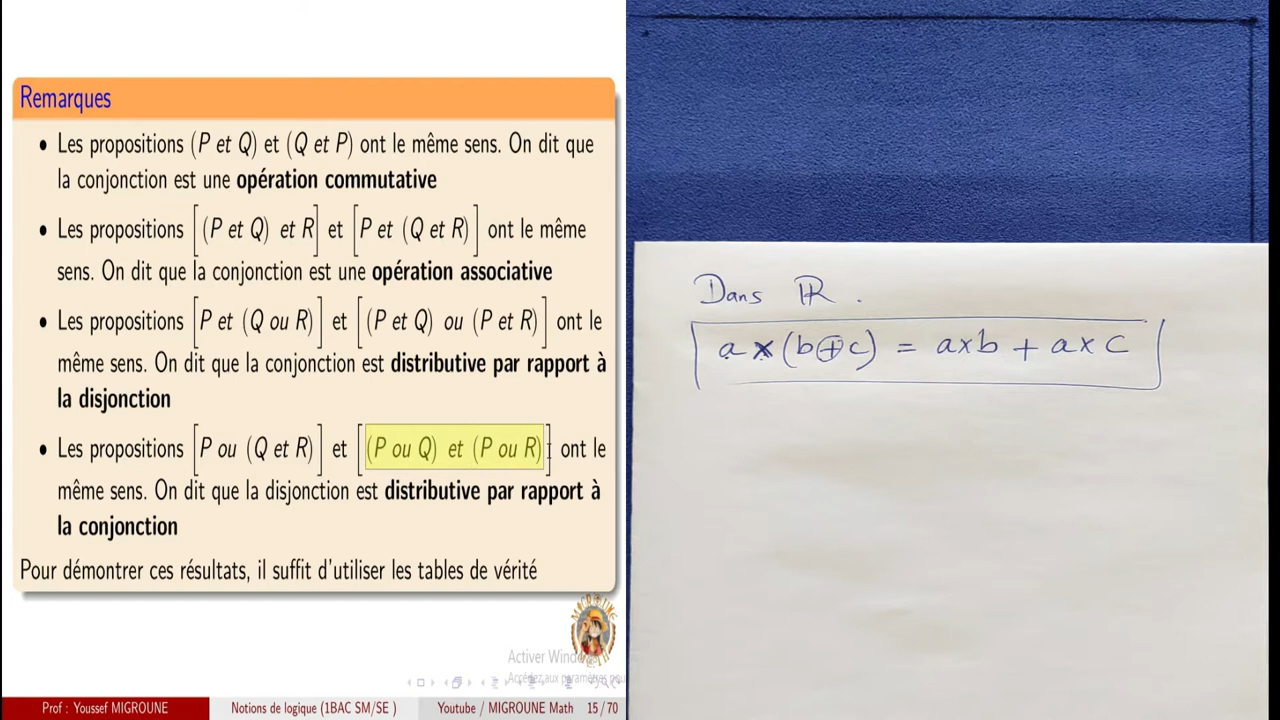 Remarques
• Les propositions (P et Q) et (Q et P) ont le même sens. On dit que
la conjonction est une opération commutative
• Les propositions [(P et Q) et R] et [P et (Q et R)] ont le même
sens. On dit que la conjonction est une opération associative
• Les propositions [P et (Q ou R)] et [(P et Q) ou (P et R)] ont le
même sens. On dit que la conjonction est distributive par rapport à
la disjonction
• Les propositions [P ou (Q et R)] et [(P ou Q) et (P ou R)] ont le
même sens. On dit que la disjonction est distributive par rapport à
la conjonction
Pour démontrer ces résultats, il suffit d'utiliser les tables de vérité
Activer Windo
Accédez aux paramètres pou
Prof : Youssef MIGROUNE Notions de logique (1BAC SM/SE ) Youtube / MIGROUNE Math 15/70
Dans ℝ .
a × (b + c) = a×b + a×c